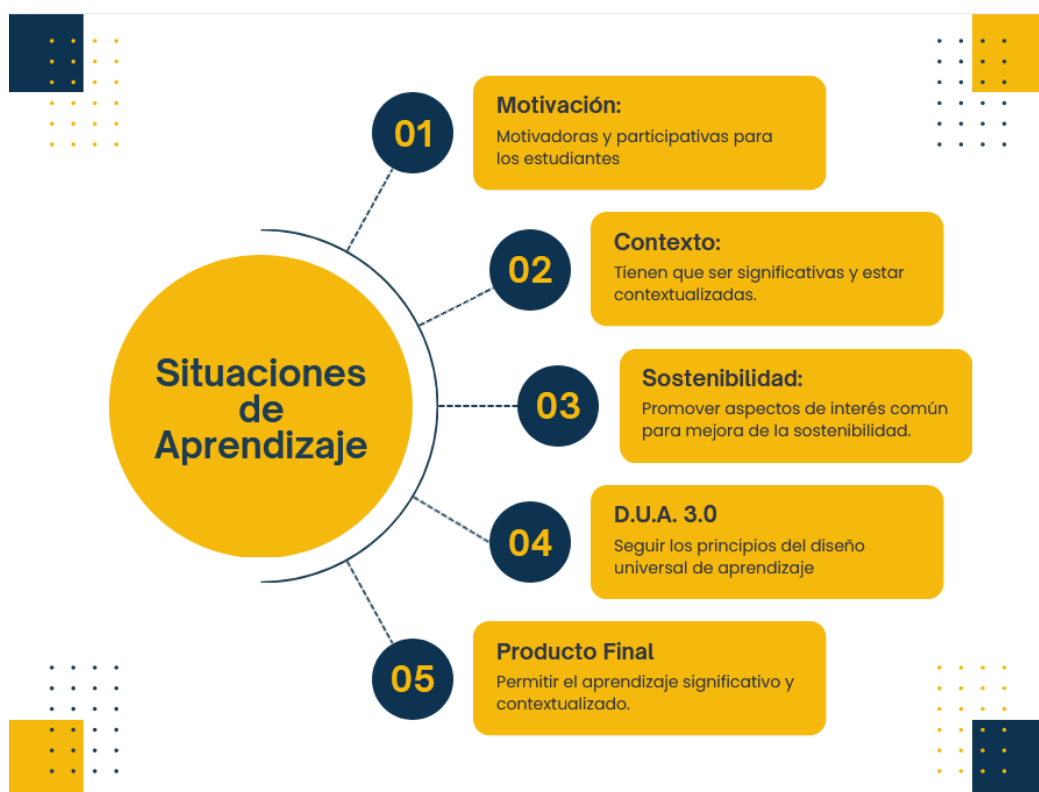 Situaciones
de
Aprendizaje
01
Motivación:
Motivadoras y participativas para
los estudiantes
02
Contexto:
Tienen que ser significativas y estar
contextualizadas.
03
Sostenibilidad:
Promover aspectos de interés común
para mejora de la sostenibilidad.
04
D.U.A. 3.0
Seguir los principios del diseño
universal de aprendizaje
05
Producto Final
Permitir el aprendizaje significativo y
contextualizado.